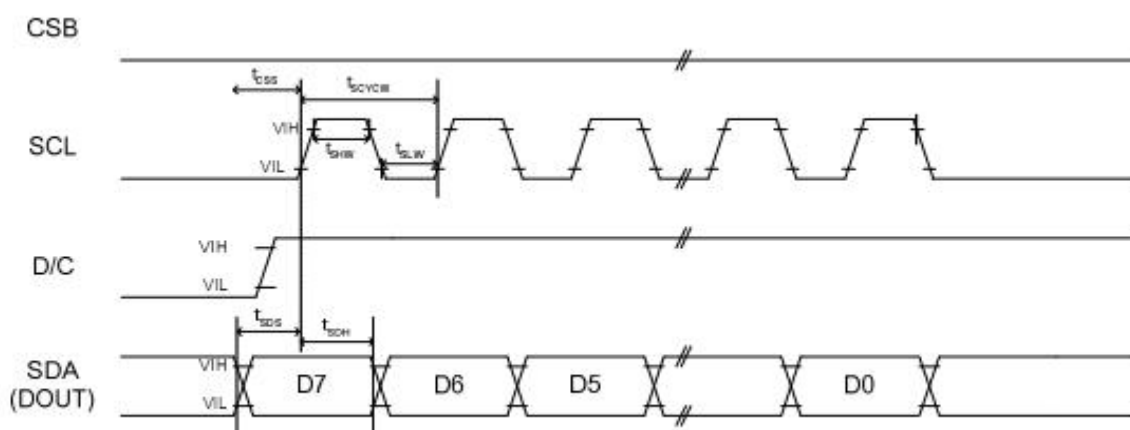 CSB
tCSS
tSCYCW
SCL
VIH
tSHW
tSLW
VIL
D/C
VIH
VIL
tSDS
tSDH
SDA
(DOUT)
VIH
VIL
D7
D6
D5
D0